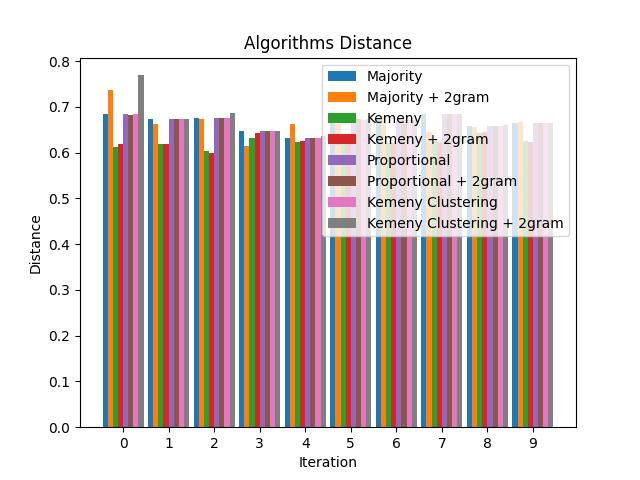 Algorithms Distance
0.8
0.7
0.6
0.5
0.4
0.3
0.2
0.1
0.0
Distance
Majority
Majority + 2gram
Kemeny
Kemeny + 2gram
Proportional
Proportional + 2gram
Kemeny Clustering
Kemeny Clustering + 2gram
0 1 2 3 4 5 6 7 8 9
Iteration